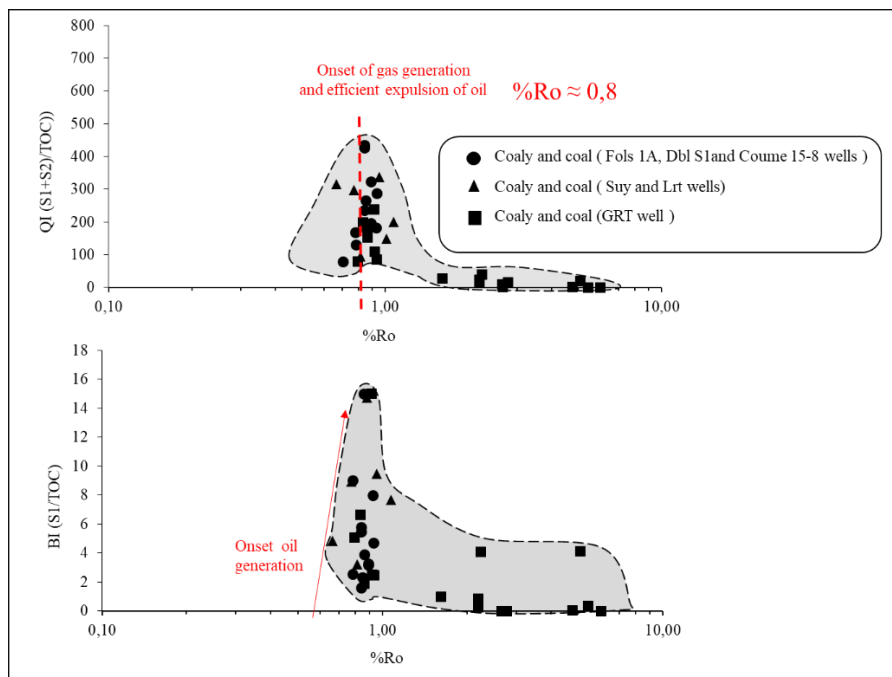 800
700
600
500
400
300
200
100
0
QI (S1+S2)/TOC))
Onset of gas generation
and efficient expulsion of oil
%Ro ≈ 0,8
Coaly and coal ( Fols 1A, Dbl S1and Coume 15-8 wells )
Coaly and coal ( Suy and Lrt wells)
Coaly and coal (GRT well )
0,10
1,00
10,00
%Ro
18
16
14
12
10
8
6
4
2
0
BI (S1/TOC)
Onset oil
generation
0,10
1,00
10,00
%Ro